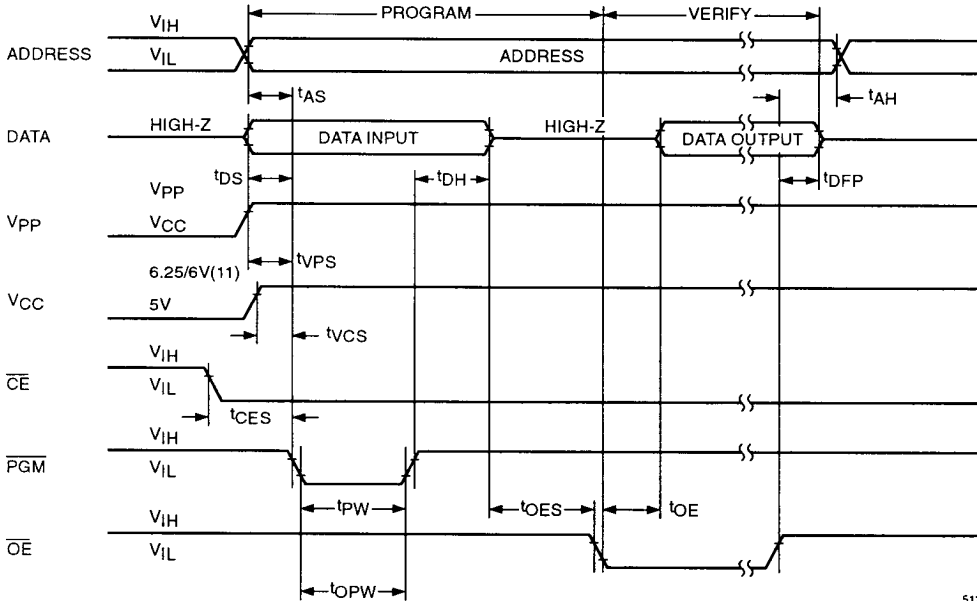 PROGRAM VERIFY
VIH
ADDRESS VIL ADDRESS
tAS tAH
DATA HIGH-Z DATA INPUT HIGH-Z DATA OUTPUT
tDS tDH tDFP
VPP
VPP VCC
tVPS
6.25/6V(11)
VCC 5V
tVCS
VIH
CE VIL
tCES
VIH
PGM VIL
tPW tOES tOE
VIH
OE VIL
tOPW